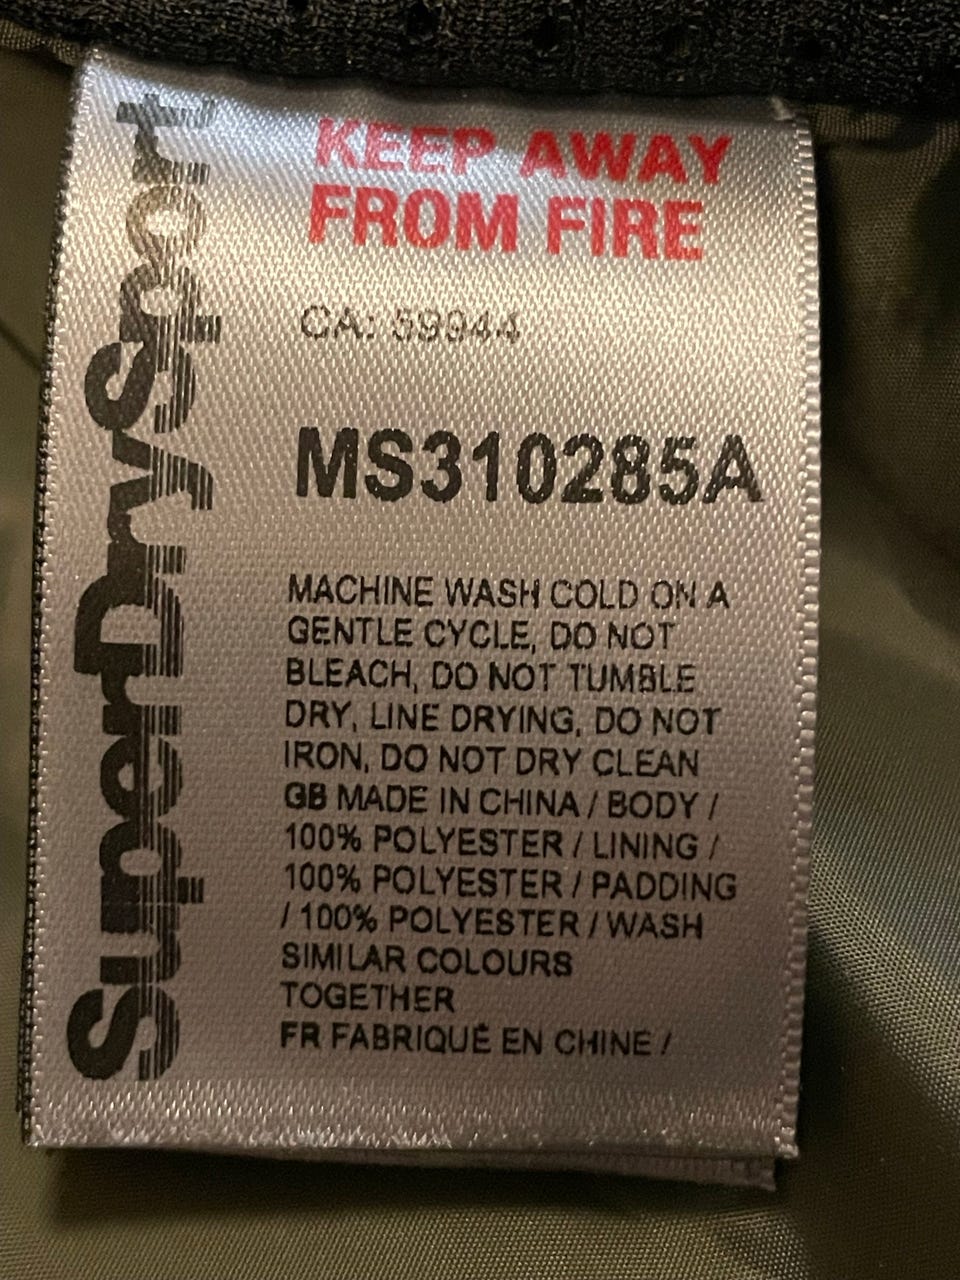 SuperDrySport
KEEP AWAY
FROM FIRE
CA: 59944
MS310285A
MACHINE WASH COLD ON A
GENTLE CYCLE, DO NOT
BLEACH, DO NOT TUMBLE
DRY, LINE DRYING, DO NOT
IRON, DO NOT DRY CLEAN
GB MADE IN CHINA / BODY /
100% POLYESTER / LINING /
100% POLYESTER / PADDING
/ 100% POLYESTER / WASH
SIMILAR COLOURS
TOGETHER
FR FABRIQUÉ EN CHINE /